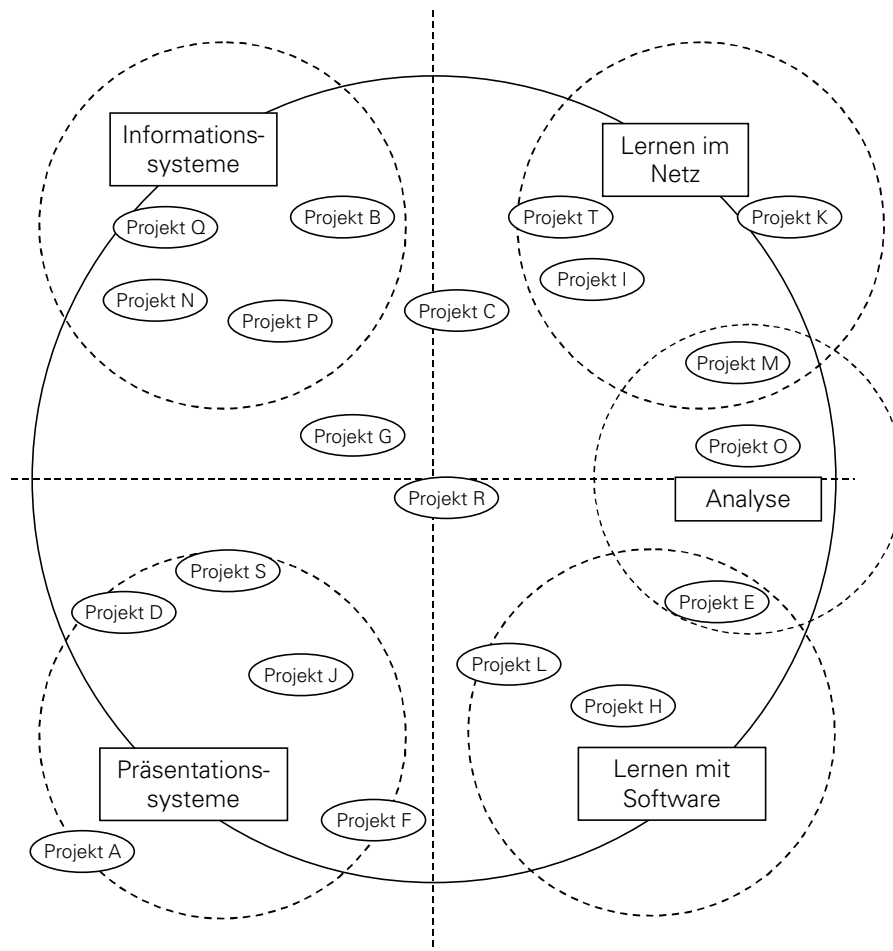 Informations-
systeme
Lernen im
Netz
Projekt Q
Projekt B
Projekt T
Projekt K
Projekt N
Projekt P
Projekt C
Projekt I
Projekt M
Projekt G
Projekt O
Projekt R
Analyse
Projekt S
Projekt D
Projekt E
Projekt J
Projekt L
Projekt H
Präsentations-
systeme
Lernen mit
Software
Projekt A
Projekt F